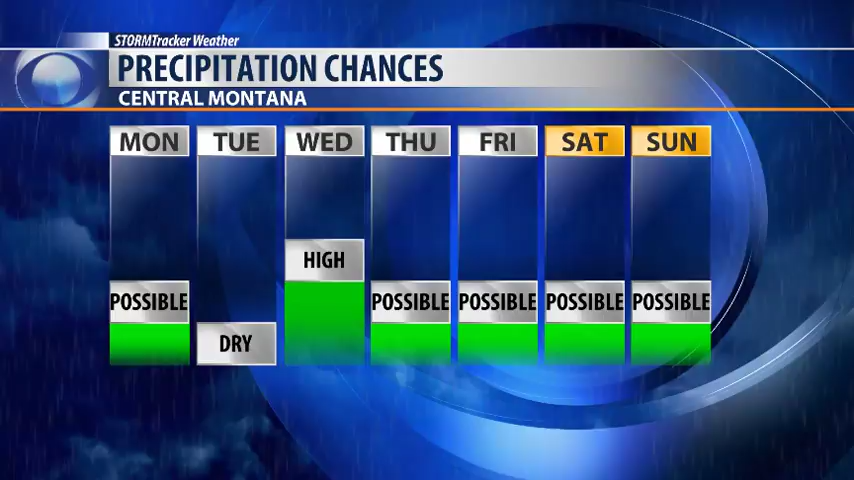 STORMTracker Weather
PRECIPITATION CHANCES
CENTRAL MONTANA
MON TUE WED THU FRI SAT SUN
HIGH
POSSIBLE POSSIBLE POSSIBLE POSSIBLE POSSIBLE
DRY